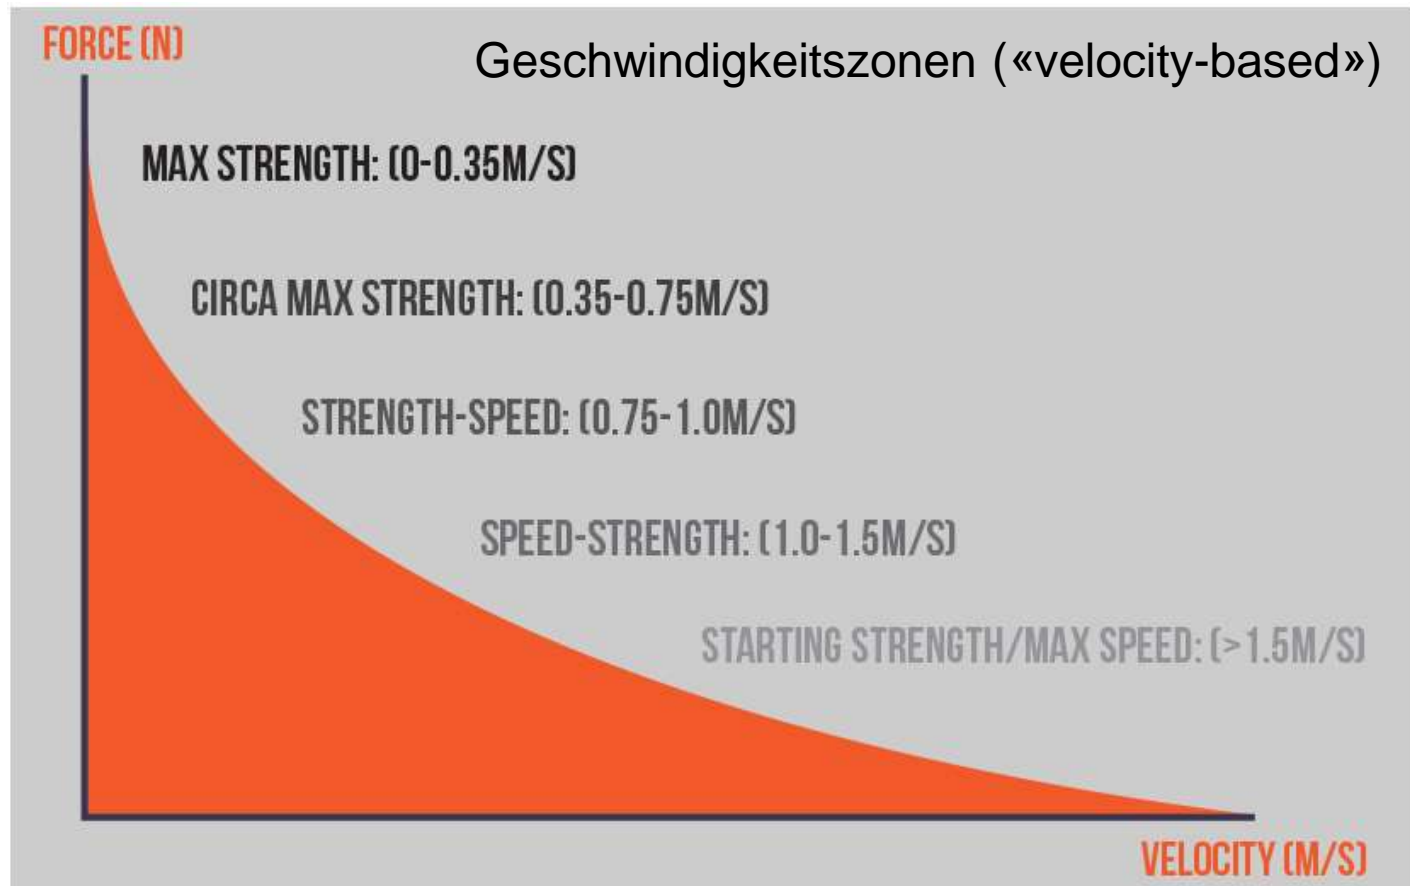 FORCE (N)
Geschwindigkeitszonen («velocity-based»)
MAX STRENGTH: (0-0.35M/S)
CIRCA MAX STRENGTH: (0.35-0.75M/S)
STRENGTH-SPEED: (0.75-1.0M/S)
SPEED-STRENGTH: (1.0-1.5M/S)
STARTING STRENGTH/MAX SPEED: (>1.5M/S)
VELOCITY (M/S)